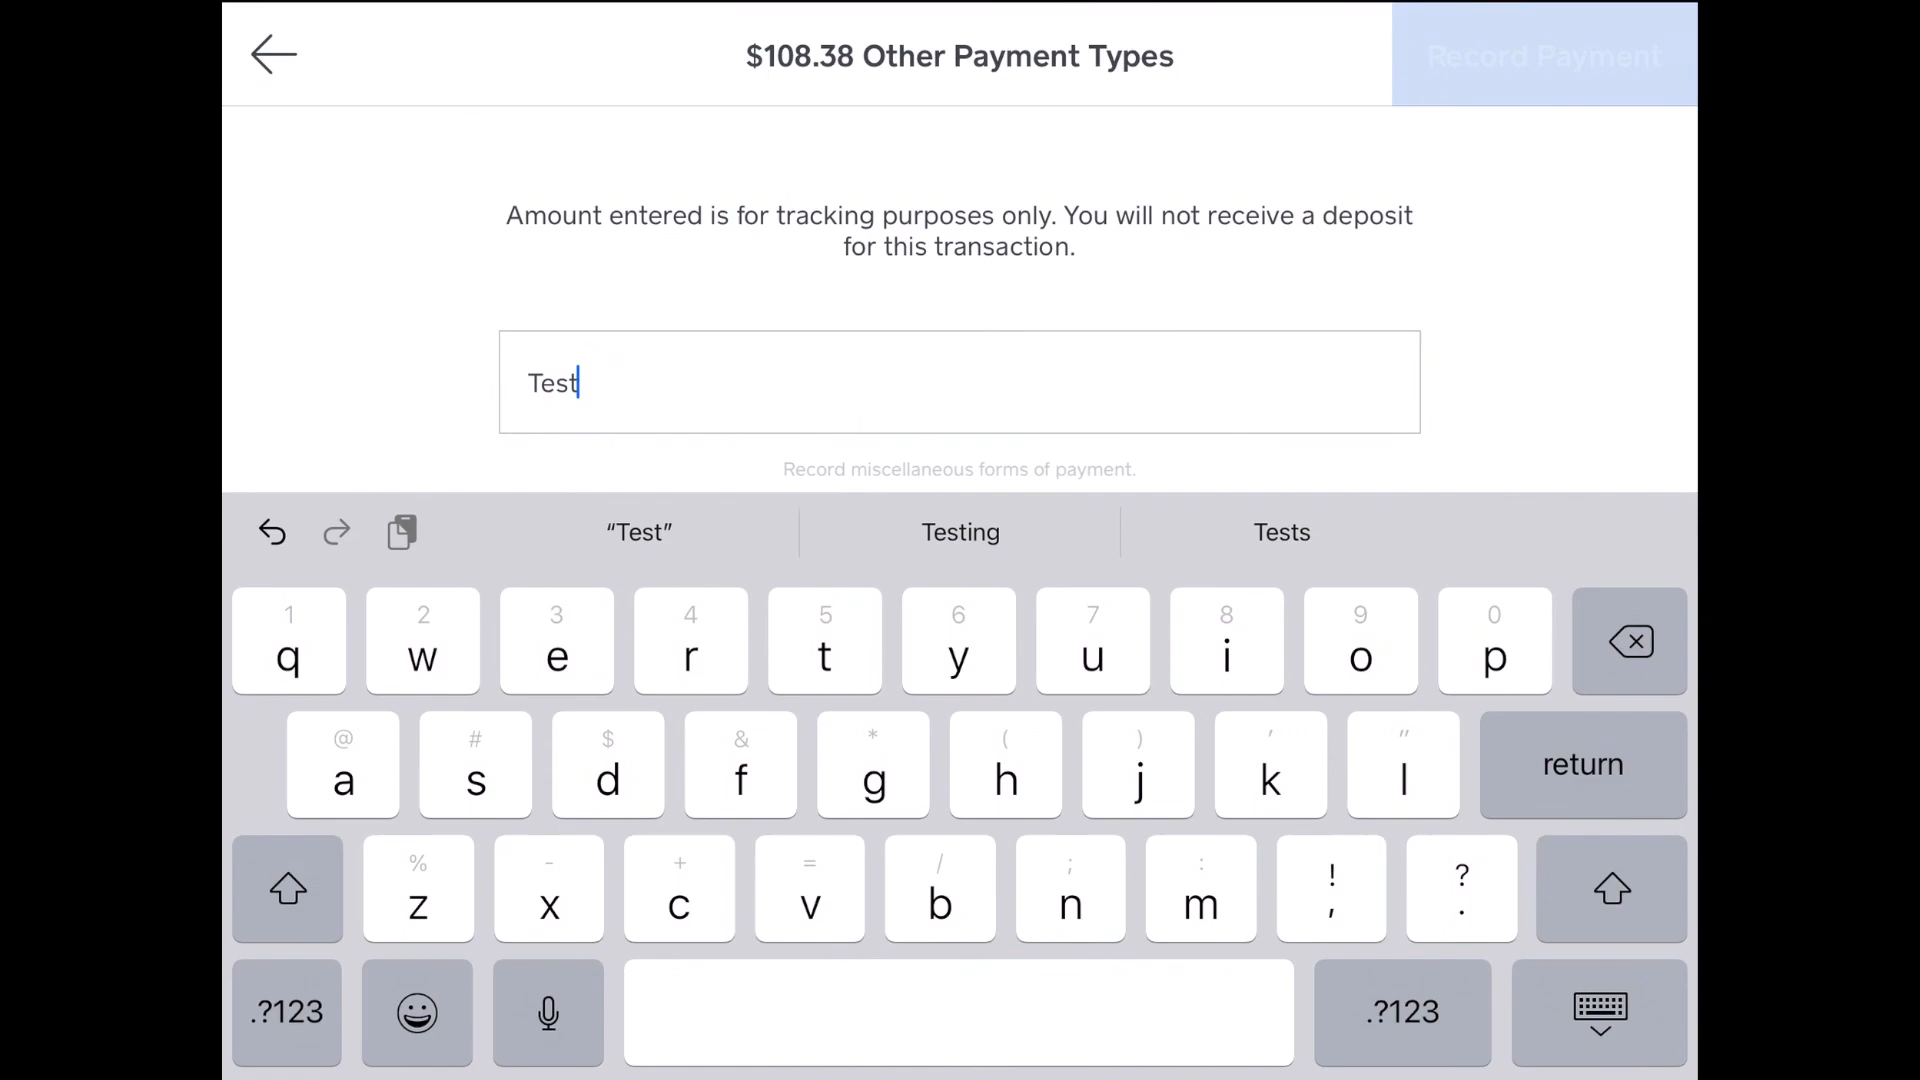 $108.38 Other Payment Types
Record Payment
Amount entered is for tracking purposes only. You will not receive a deposit
for this transaction.
Test
Record miscellaneous forms of payment.
“Test” Testing Tests
1 2 3 4 5 6 7 8 9 0
q w e r t y u i o p
@ # $ & * ( ) ' "
a s d f g h j k l return
% - + = / ; : ! ?
z x c v b n m , .
.?123 .?123